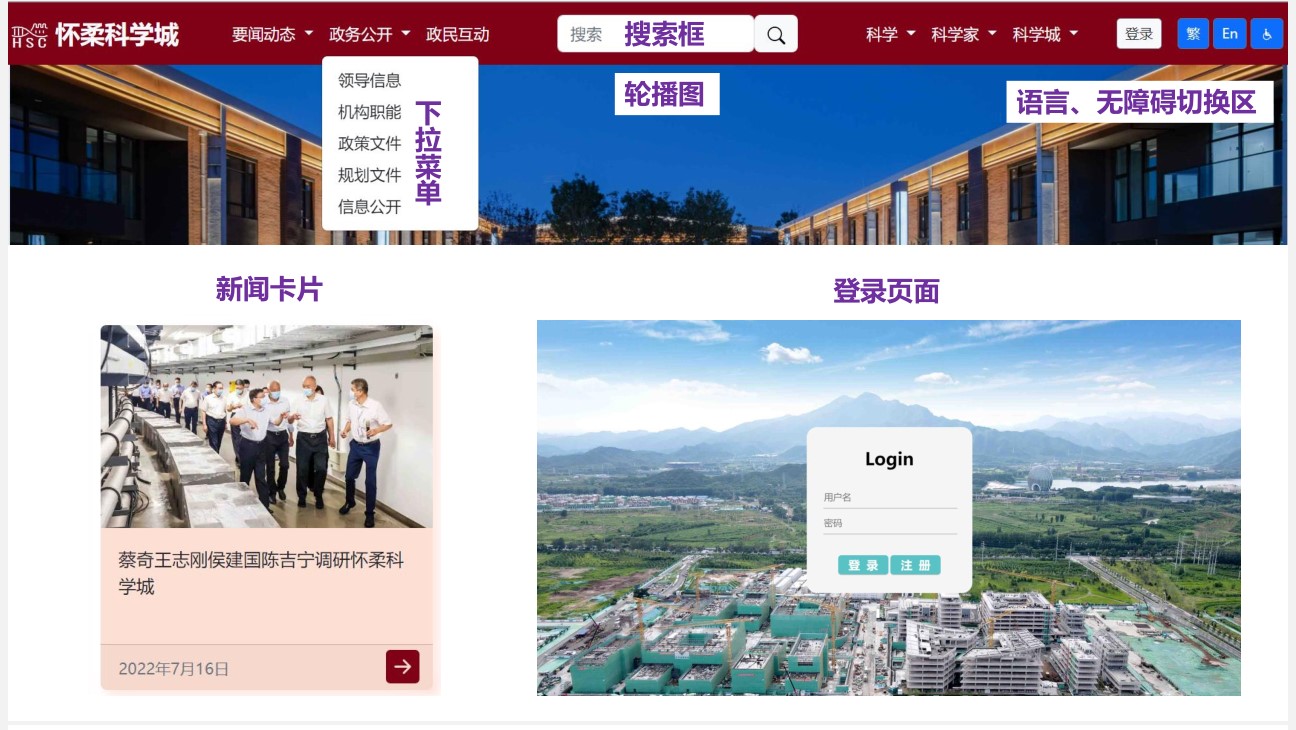 HSC 怀柔科学城 要闻动态 政务公开 政民互动 搜索 搜索框 科学 科学家 科学城 登录 繁 En
领导信息
机构职能
政策文件
规划文件
信息公开
下拉菜单
轮播图
语言、无障碍切换区
新闻卡片
蔡奇王志刚侯建国陈吉宁调研怀柔科
学城
2022年7月16日
登录页面
Login
用户名
密码
登 录 注 册